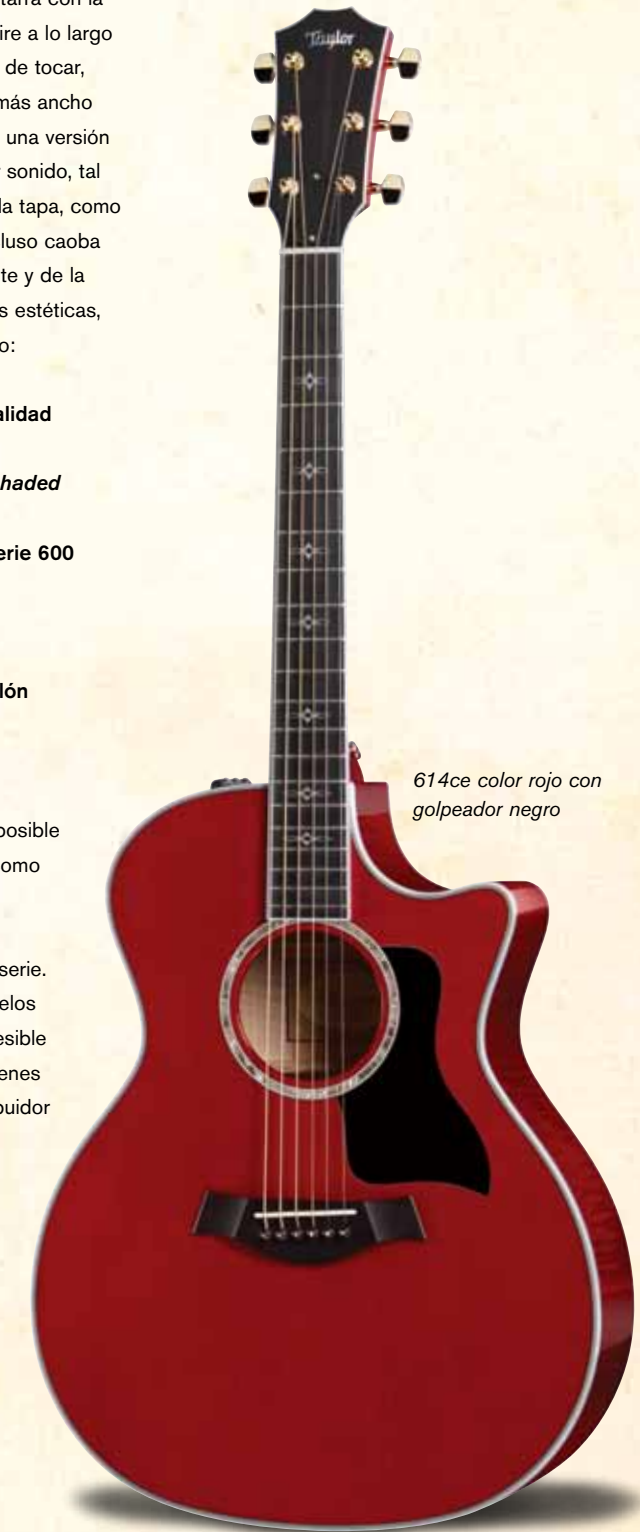 tarra con la
ire a lo largo
de tocar,
más ancho
una versión
sonido, tal
la tapa, como
luso caoba
te y de la
s estéticas,
o:
alidad
haded
erie 600
lón
posible
omo
serie.
elos
esible
enes
buidor
Taylor
614ce color rojo con
golpeador negro